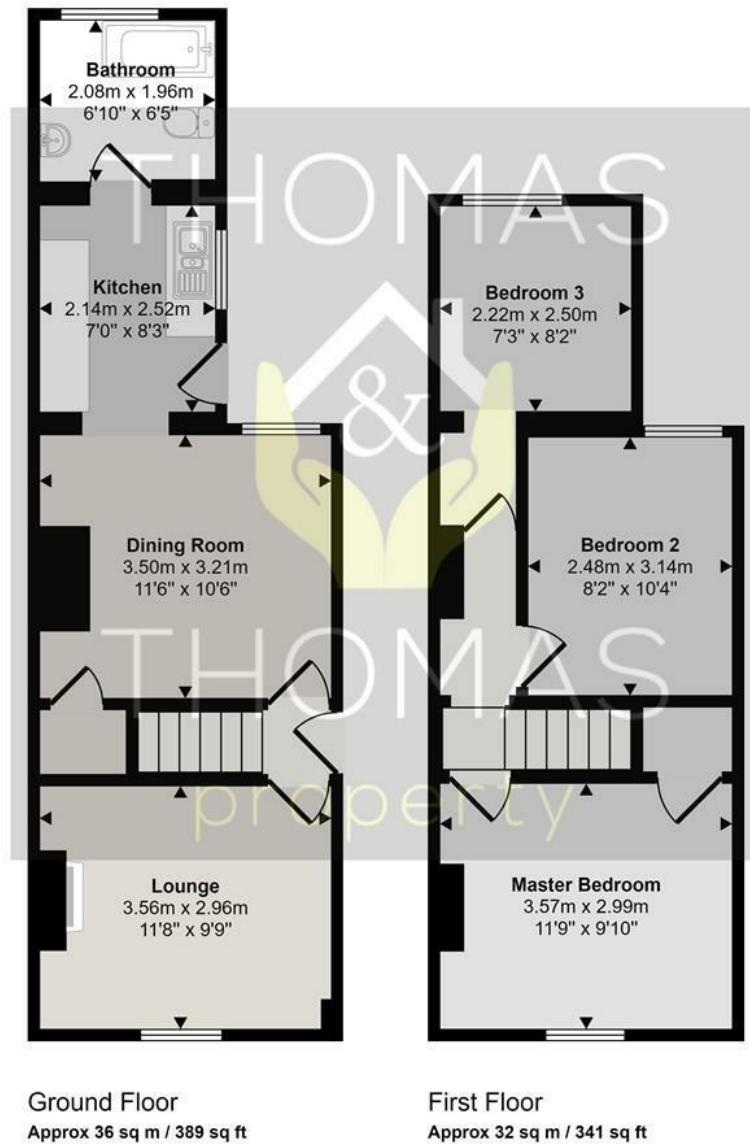 Bathroom
2.08m x 1.96m
6'10" x 6'5"
THOMAS
Kitchen
2.14m x 2.52m
7'0" x 8'3"
Bedroom 3
2.22m x 2.50m
7'3" x 8'2"
&
Dining Room
3.50m x 3.21m
11'6" x 10'6"
Bedroom 2
2.48m x 3.14m
8'2" x 10'4"
THOMAS
property
Lounge
3.56m x 2.96m
11'8" x 9'9"
Master Bedroom
3.57m x 2.99m
11'9" x 9'10"
Ground Floor
Approx 36 sq m / 389 sq ft
First Floor
Approx 32 sq m / 341 sq ft